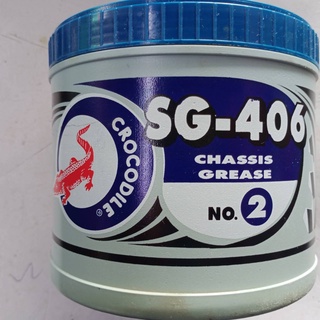 SG-406
CHASSIS
GREASE
NO. 2
CROCODILE®